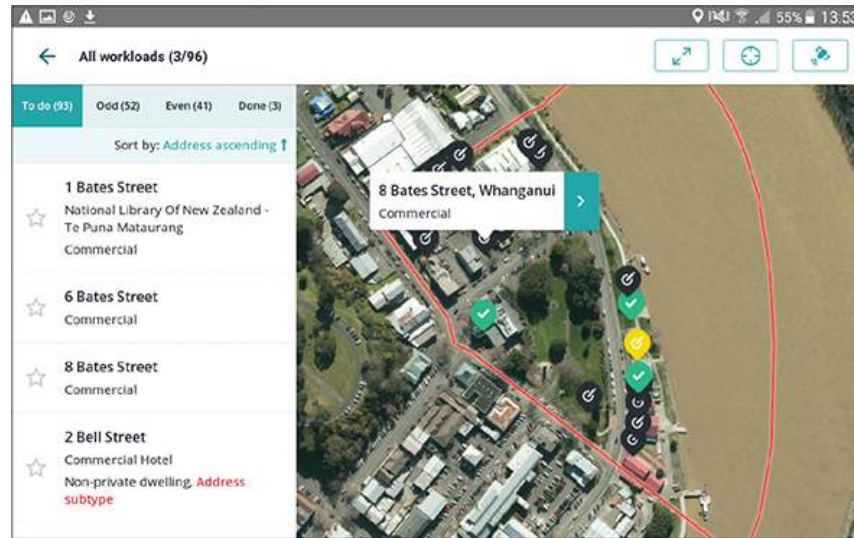 55% 13.53
All workloads (3/96)
To do (93) Odd (52) Even (41) Done (3)
Sort by: Address ascending
1 Bates Street
National Library Of New Zealand -
Te Puna Mataurang
Commercial
6 Bates Street
Commercial
8 Bates Street
Commercial
2 Bell Street
Commercial Hotel
Non-private dwelling, Address
subtype
8 Bates Street, Whanganui
Commercial